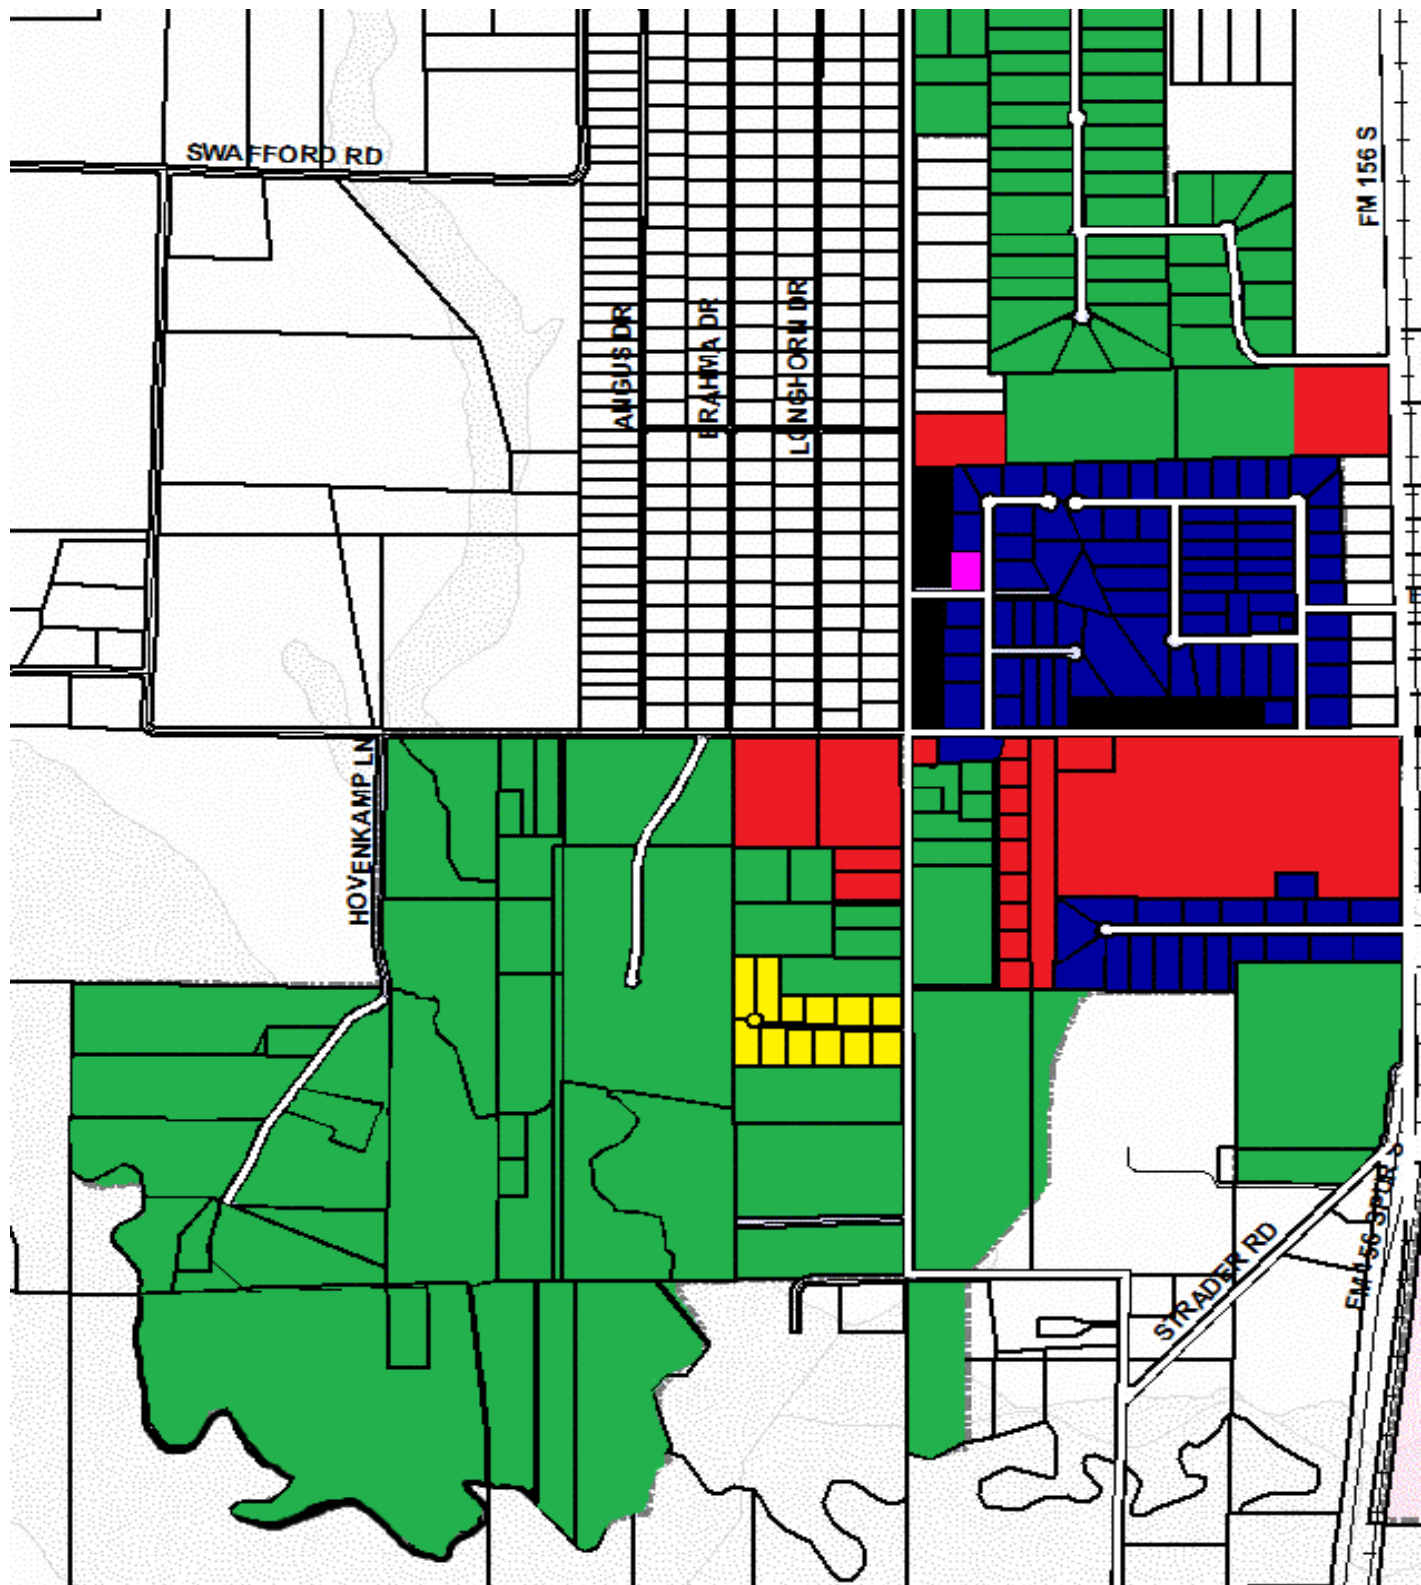 SWAFFORD RD
FM 156 S
ANGUS DR
BRAHMA DR
LONGHORN DR
HOVENKAMP LN
STRADER RD
FM 156 SPUR S